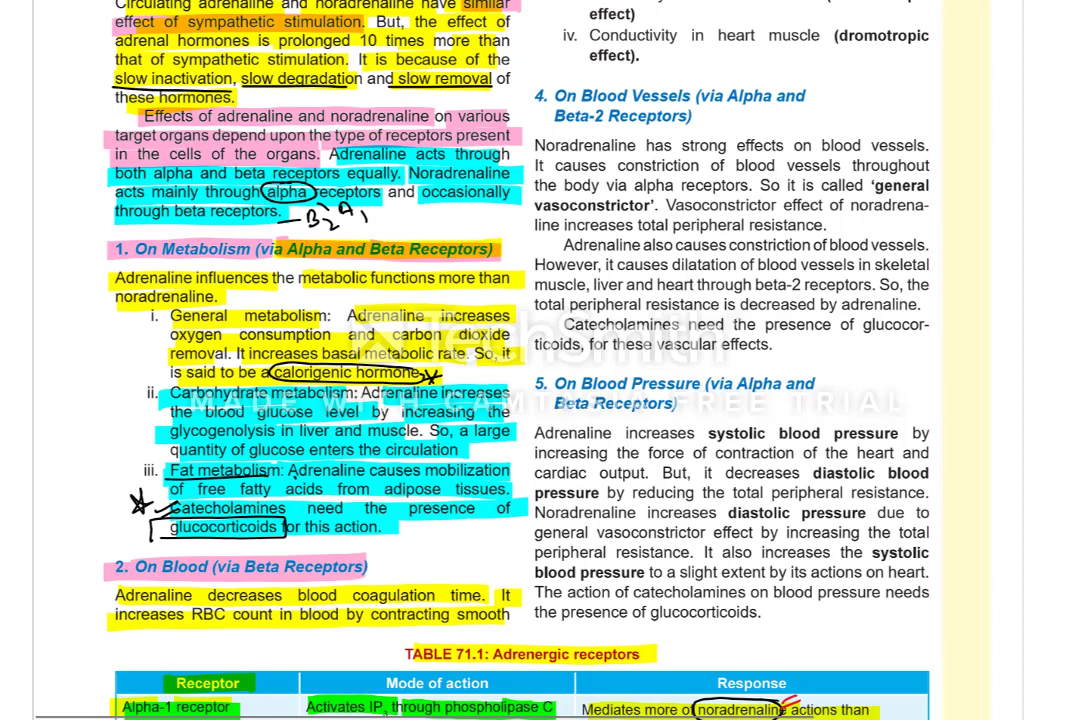 Circulating adrenaline and noradrenaline have similar
effect of sympathetic stimulation. But, the effect of
adrenal hormones is prolonged 10 times more than
that of sympathetic stimulation. It is because of the
slow inactivation, slow degradation and slow removal of
these hormones.
Effects of adrenaline and noradrenaline on various
target organs depend upon the type of receptors present
in the cells of the organs. Adrenaline acts through
both alpha and beta receptors equally. Noradrenaline
acts mainly through alpha receptors and occasionally
through beta receptors.
1. On Metabolism (via Alpha and Beta Receptors)
Adrenaline influences the metabolic functions more than
noradrenaline.
i. General metabolism: Adrenaline increases
oxygen consumption and carbon dioxide
removal. It increases basal metabolic rate. So, it
is said to be a calorigenic hormone
ii. Carbohydrate metabolism: Adrenaline increases
the blood glucose level by increasing the
glycogenolysis in liver and muscle. So, a large
quantity of glucose enters the circulation
iii. Fat metabolism: Adrenaline causes mobilization
of free fatty acids from adipose tissues.
Catecholamines need the presence of
glucocorticoids for this action.
2. On Blood (via Beta Receptors)
Adrenaline decreases blood coagulation time. It
increases RBC count in blood by contracting smooth
effect)
iv. Conductivity in heart muscle (dromotropic
effect).
4. On Blood Vessels (via Alpha and
Beta-2 Receptors)
Noradrenaline has strong effects on blood vessels.
It causes constriction of blood vessels throughout
the body via alpha receptors. So it is called ‘general
vasoconstrictor’. Vasoconstrictor effect of noradrena-
line increases total peripheral resistance.
Adrenaline also causes constriction of blood vessels.
However, it causes dilatation of blood vessels in skeletal
muscle, liver and heart through beta-2 receptors. So, the
total peripheral resistance is decreased by adrenaline.
Catecholamines need the presence of glucocor-
ticoids, for these vascular effects.
5. On Blood Pressure (via Alpha and
Beta Receptors)
Adrenaline increases systolic blood pressure by
increasing the force of contraction of the heart and
cardiac output. But, it decreases diastolic blood
pressure by reducing the total peripheral resistance.
Noradrenaline increases diastolic blood pressure due to
general vasoconstrictor effect by increasing the total
peripheral resistance. It also increases the systolic
blood pressure to a slight extent by its actions on heart.
The action of catecholamines on blood pressure needs
the presence of glucocorticoids.
TABLE 71.1: Adrenergic receptors
Receptor Mode of action Response
Alpha-1 receptor Activates IP3 through phospholipase C Mediates more of noradrenaline actions than
TechSmith
MADE WITH CAMTASIA FREE TRIAL